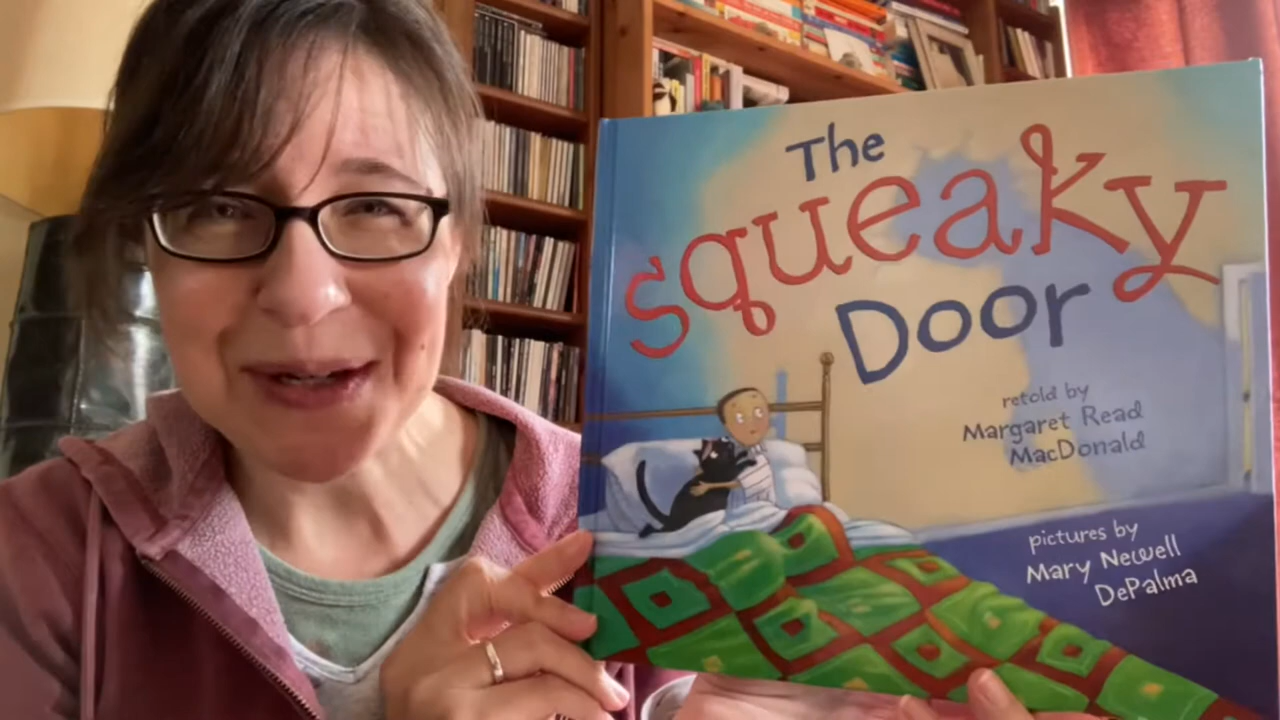 The
squeaky
Door
retold by
Margaret Read
MacDonald
pictures by
Mary Newell
DePalma